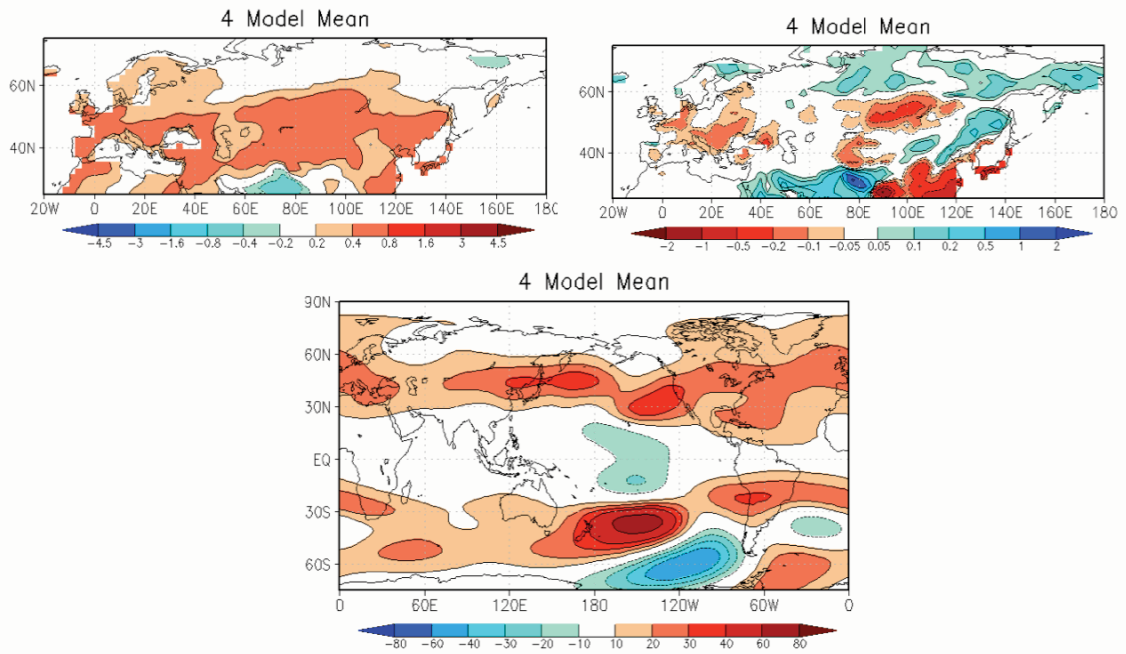 4 Model Mean
60N
40N
20W 0 20E 40E 60E 80E 100E 120E 140E 160E 180
-4.5 -3 -1.6 -0.8 -0.4 -0.2 0.2 0.4 0.8 1.6 3 4.5
4 Model Mean
60N
40N
20W 0 20E 40E 60E 80E 100E 120E 140E 160E 180
-2 -1 -0.5 -0.2 -0.1 -0.05 0.05 0.1 0.2 0.5 1 2
4 Model Mean
90N
60N
30N
EQ
30S
60S
0 60E 120E 180 120W 60W 0
-80 -60 -40 -30 -20 -10 10 20 30 40 60 80